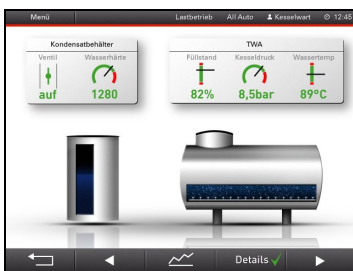 Menü Lastbetrieb All Auto Kesselwart 12:45
Kondensatbehälter
Ventil Wasserhärte
auf 1280
TWA
Füllstand Kesseldruck Wassertemp
82% 8,5bar 89°C
Details